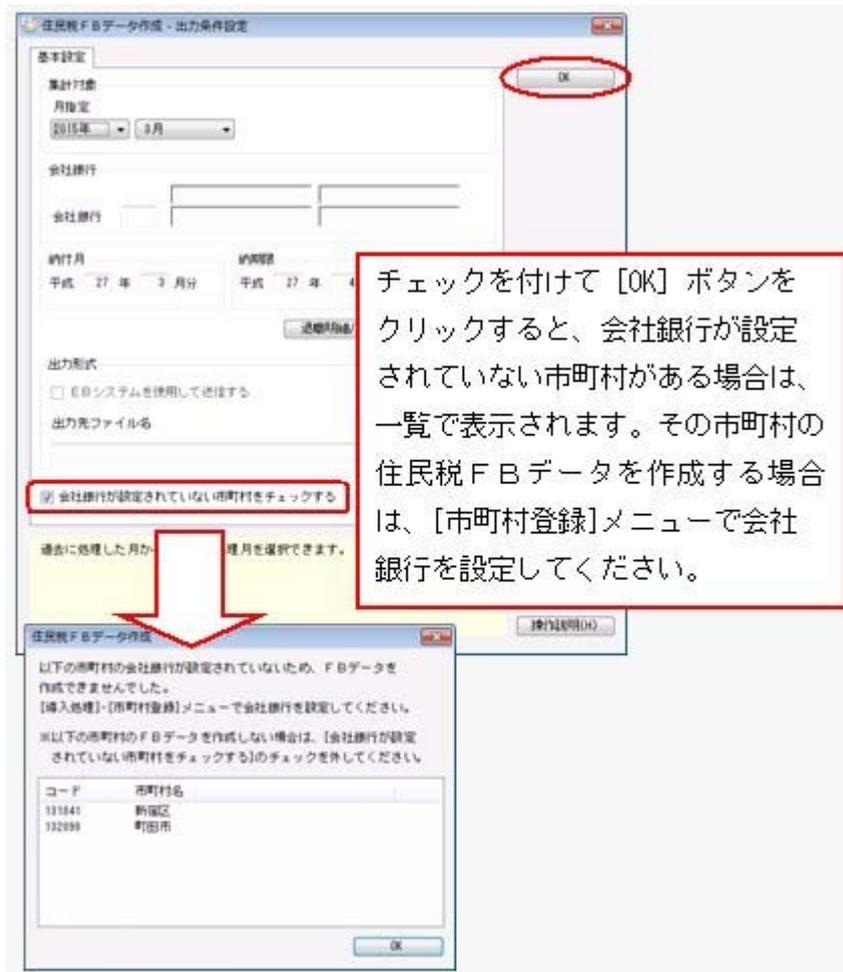 住民税ＦＢデータ作成 - 出力条件設定
基本設定
集計対象
OK
月指定
2015年 3月
会社銀行
会社銀行
納付月
納期限
平成 27 年 3 月分
平成 27 年 4
チェックを付けて［OK］ボタンを
クリックすると、会社銀行が設定
されていない市町村がある場合は、
一覧で表示されます。その市町村の
住民税ＦＢデータを作成する場合
は、[市町村登録]メニューで会社
銀行を設定してください。
退職明細/
出力形式
ＥＢシステムを使用して送信する
出力先ファイル名
会社銀行が設定されていない市町村をチェックする
過去に処理した月か
理月を選択できます。
操作説明(H)
住民税ＦＢデータ作成
以下の市町村の会社銀行が設定されていないため、ＦＢデータを
作成できませんでした。
[導入処理]-[市町村登録]メニューで会社銀行を設定してください。
※以下の市町村のＦＢデータを作成しない場合は、[会社銀行が設定
されていない市町村をチェックする]のチェックを外してください。
コード 市町村名
131041 新宿区
132098 町田市
OK